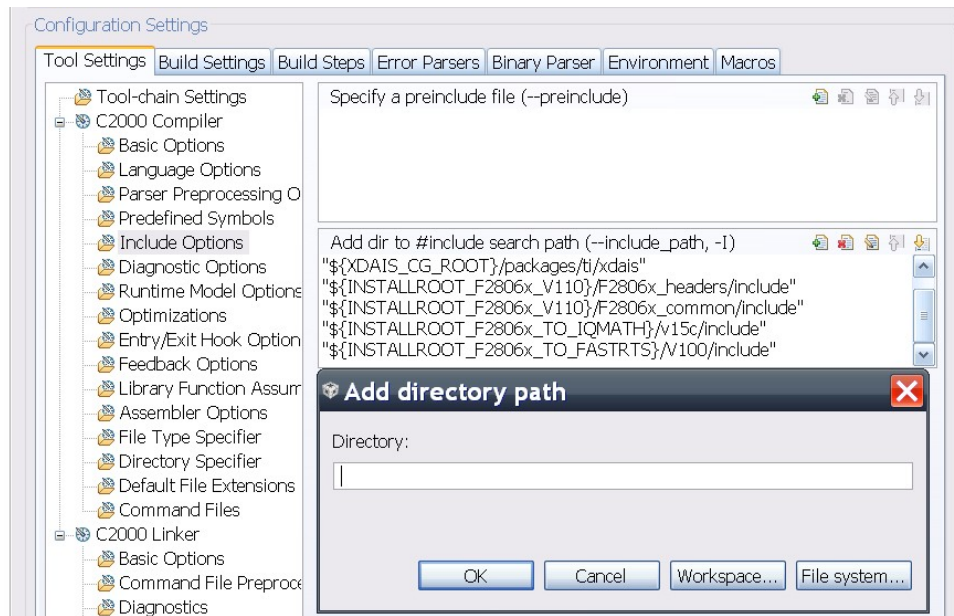 Configuration Settings
Tool Settings Build Settings Build Steps Error Parsers Binary Parser Environment Macros
Tool-chain Settings
C2000 Compiler
Basic Options
Language Options
Parser Preprocessing O
Predefined Symbols
Include Options
Diagnostic Options
Runtime Model Options
Optimizations
Entry/Exit Hook Option
Feedback Options
Library Function Assum
Assembler Options
File Type Specifier
Directory Specifier
Default File Extensions
Command Files
C2000 Linker
Basic Options
Command File Preproce
Diagnostics
Specify a preinclude file (--preinclude)
Add dir to #include search path (--include_path, -I)
"${XDAIS_CG_ROOT}/packages/ti/xdais"
"${INSTALLROOT_F2806x_V110}/F2806x_headers/include"
"${INSTALLROOT_F2806x_V110}/F2806x_common/include"
"${INSTALLROOT_F2806x_TO_IQMATH}/v15c/include"
"${INSTALLROOT_F2806x_TO_FASTRTS}/V100/include"
Add directory path
Directory:
OK Cancel Workspace... File system...